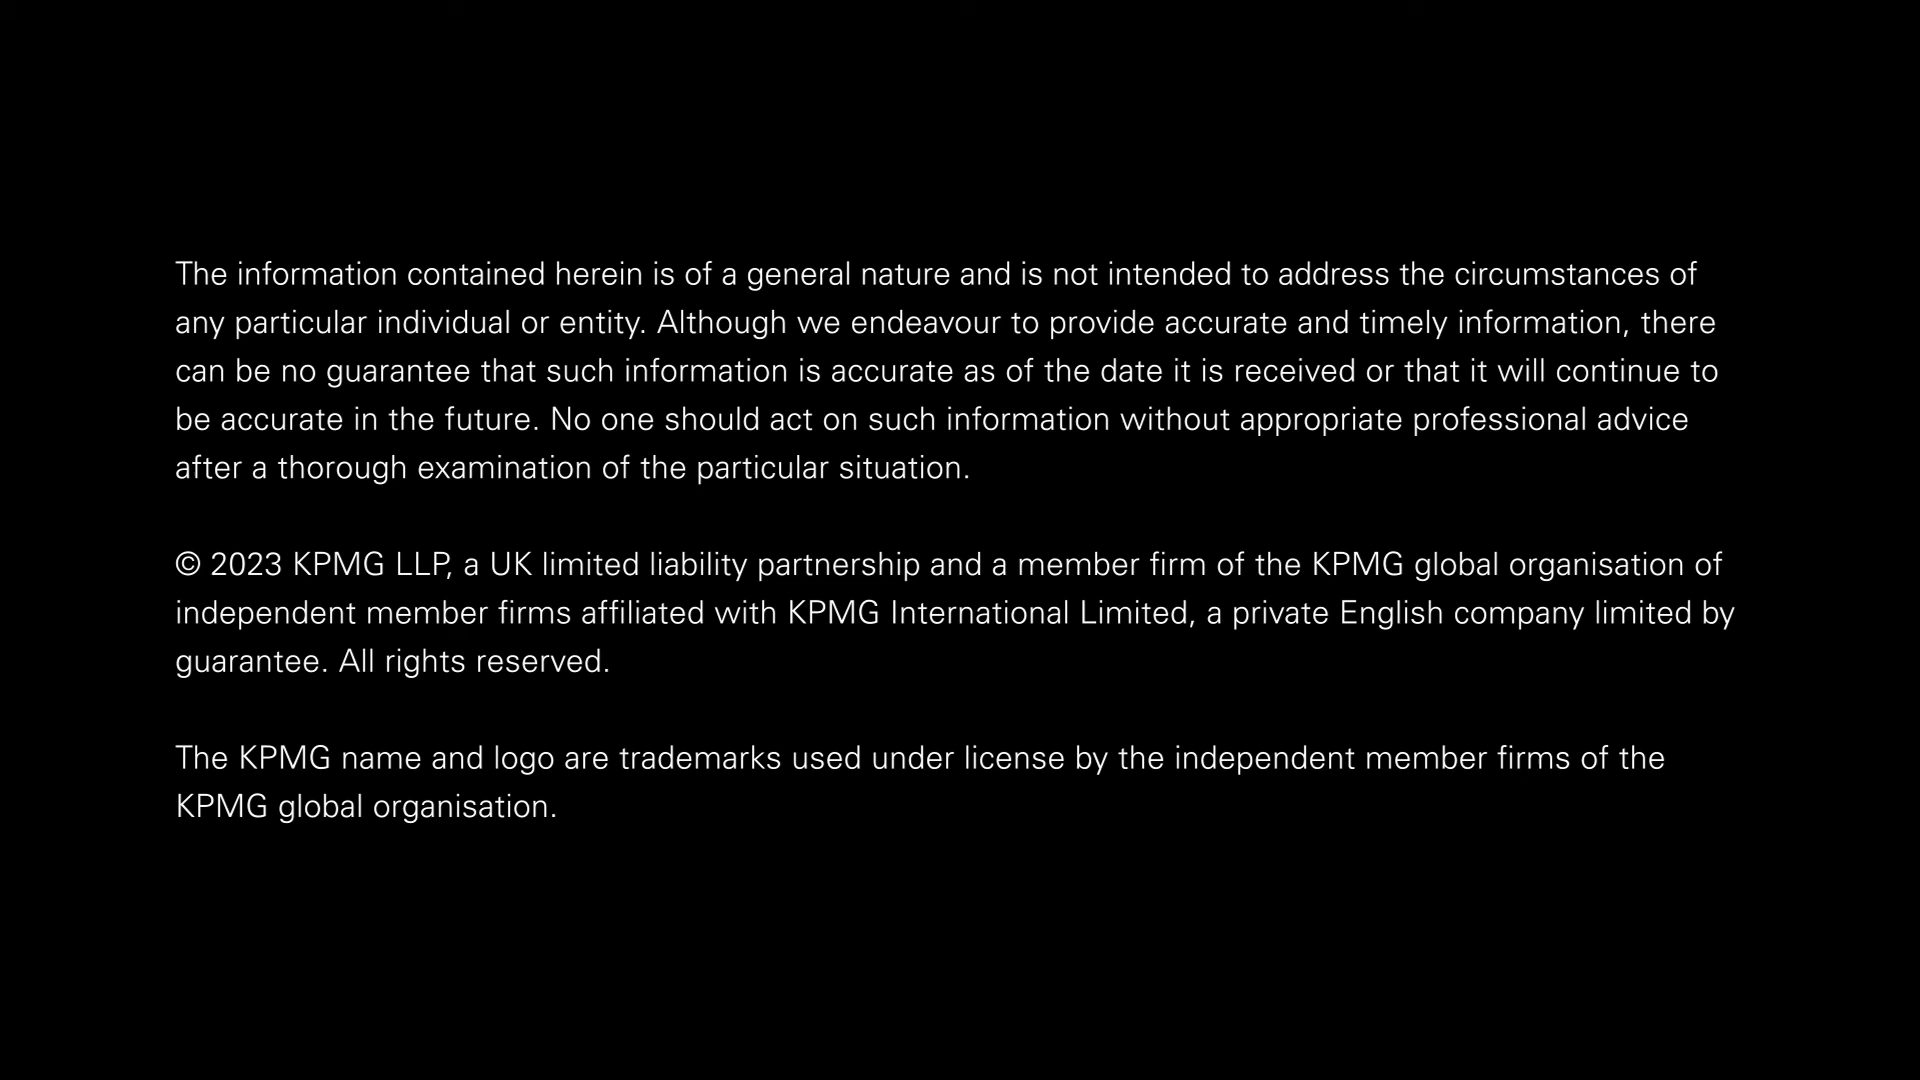 The information contained herein is of a general nature and is not intended to address the circumstances of
any particular individual or entity. Although we endeavour to provide accurate and timely information, there
can be no guarantee that such information is accurate as of the date it is received or that it will continue to
be accurate in the future. No one should act on such information without appropriate professional advice
after a thorough examination of the particular situation.
© 2023 KPMG LLP, a UK limited liability partnership and a member firm of the KPMG global organisation of
independent member firms affiliated with KPMG International Limited, a private English company limited by
guarantee. All rights reserved.
The KPMG name and logo are trademarks used under license by the independent member firms of the
KPMG global organisation.